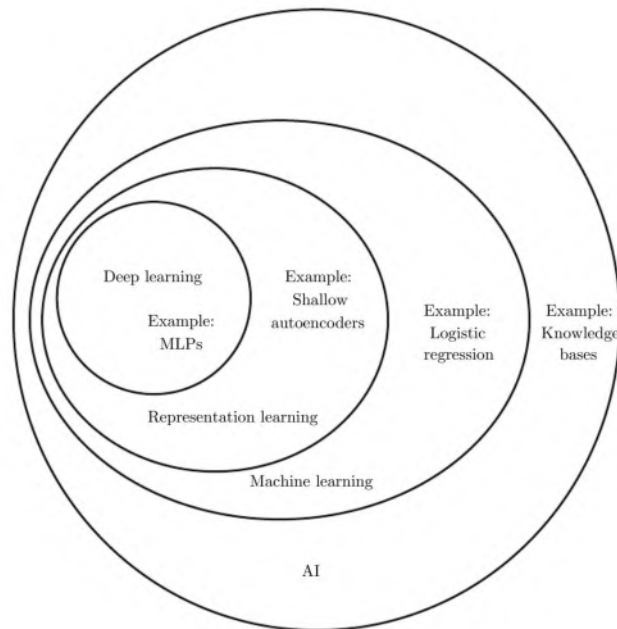 Deep learning
Example:
MLPs
Example:
Shallow
autoencoders
Example:
Logistic
regression
Example:
Knowledge
bases
Representation learning
Machine learning
AI